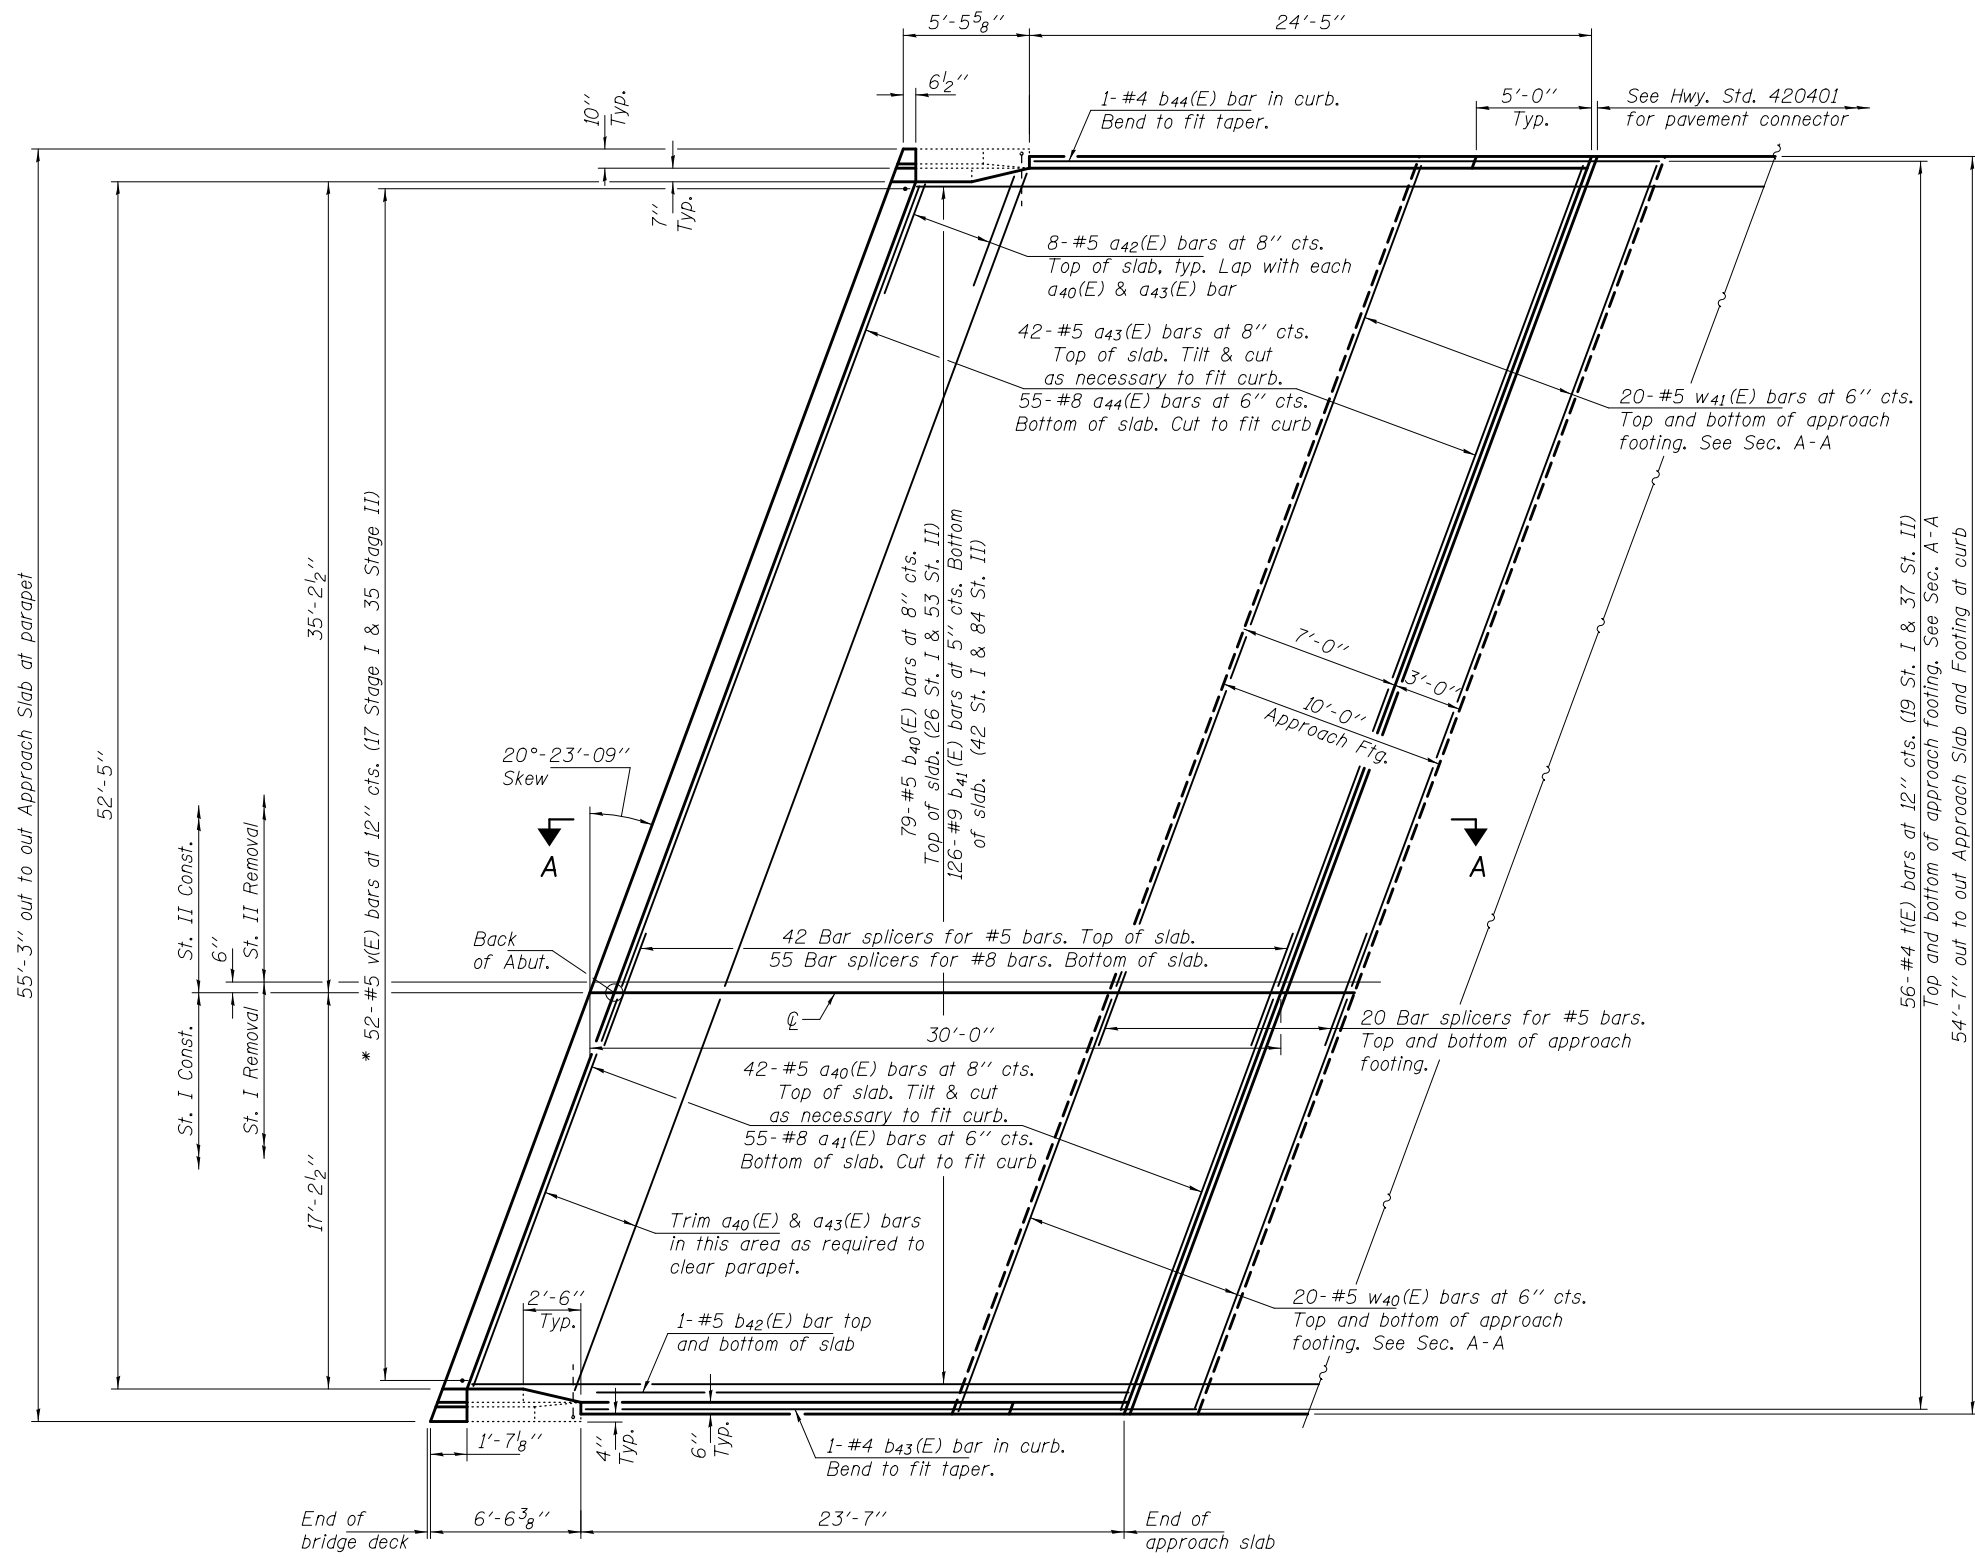 5'-5 5/8"
24'-5"
6 1/2"
10"
Typ.
1-#4 b44(E) bar in curb.
Bend to fit taper.
5'-0"
Typ.
See Hwy. Std. 420401
for pavement connector
7"
Typ.
8-#5 a42(E) bars at 8" cts.
Top of slab, typ. Lap with each
a40(E) & a43(E) bar
42-#5 a43(E) bars at 8" cts.
Top of slab. Tilt & cut
as necessary to fit curb.
55-#8 a44(E) bars at 6" cts.
Bottom of slab. Cut to fit curb
20-#5 w41(E) bars at 6" cts.
Top and bottom of approach
footing. See Sec. A-A
55'-3" out to out Approach Slab at parapet
52'-5"
35'-2 1/2"
* 52-#5 v(E) bars at 12" cts. (17 Stage I & 35 Stage II)
79-#5 b40(E) bars at 8" cts.
Top of slab. (26 St. I & 53 St. II)
126-#9 b41(E) bars at 5" cts. Bottom
of slab. (42 St. I & 84 St. II)
56-#4 t(E) bars at 12" cts. (19 St. I & 37 St. II)
Top and bottom of approach footing. See Sec. A-A
54'-7" out to out Approach Slab and Footing at curb
7'-0"
3'-0"
10'-0"
Approach Ftg.
20°-23'-09"
Skew
A
A
St. II Const.
6"
St. II Removal
Back
of Abut.
42 Bar splicers for #5 bars. Top of slab.
55 Bar splicers for #8 bars. Bottom of slab.
St. I Const.
St. I Removal
℄
30'-0"
20 Bar splicers for #5 bars.
Top and bottom of approach
footing.
42-#5 a40(E) bars at 8" cts.
Top of slab. Tilt & cut
as necessary to fit curb.
55-#8 a41(E) bars at 6" cts.
Bottom of slab. Cut to fit curb
17'-2 1/2"
Trim a40(E) & a43(E) bars
in this area as required to
clear parapet.
2'-6"
Typ.
1-#5 b42(E) bar top
and bottom of slab
20-#5 w40(E) bars at 6" cts.
Top and bottom of approach
footing. See Sec. A-A
1'-7 1/8"
4"
Typ.
6"
Typ.
1-#4 b43(E) bar in curb.
Bend to fit taper.
End of
bridge deck
6'-6 3/8"
23'-7"
End of
approach slab